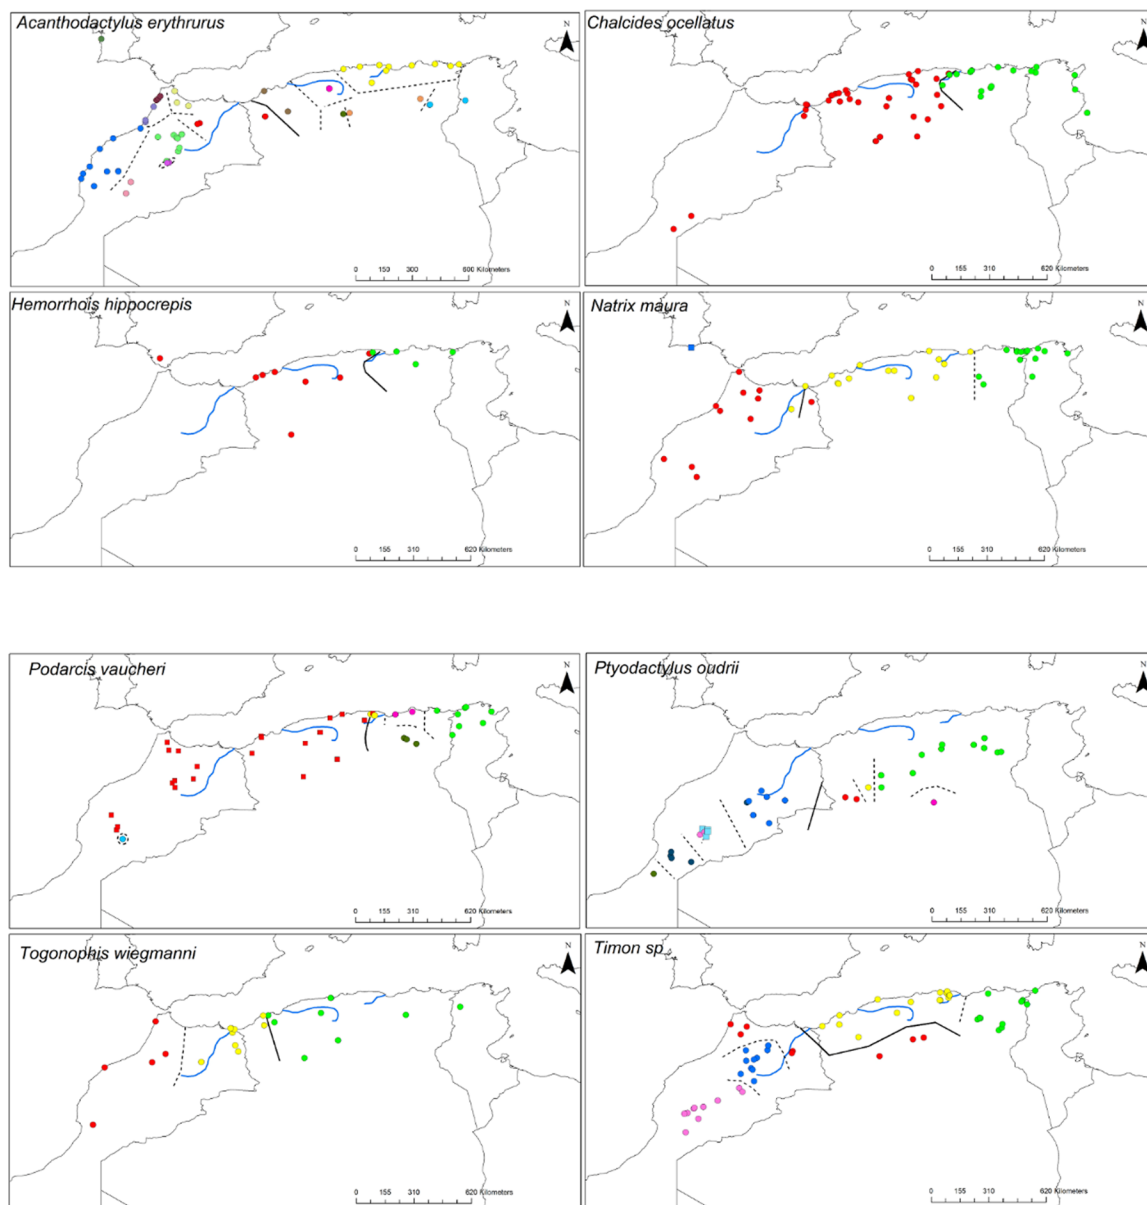 Acanthodactylus erythrurus
N
0 153 300 600 Kilometers
Chalcides ocellatus
N
0 155 310 620 Kilometers
Hemorrhois hippocrepis
N
0 155 310 620 Kilometers
Natrix maura
N
0 155 310 620 Kilometers
Podarcis vaucheri
N
0 155 310 620 Kilometers
Ptyodactylus oudrii
N
0 155 310 620 Kilometers
Togonophis wiegmanni
N
0 155 310 620 Kilometers
Timon sp
N
0 155 310 620 Kilometers